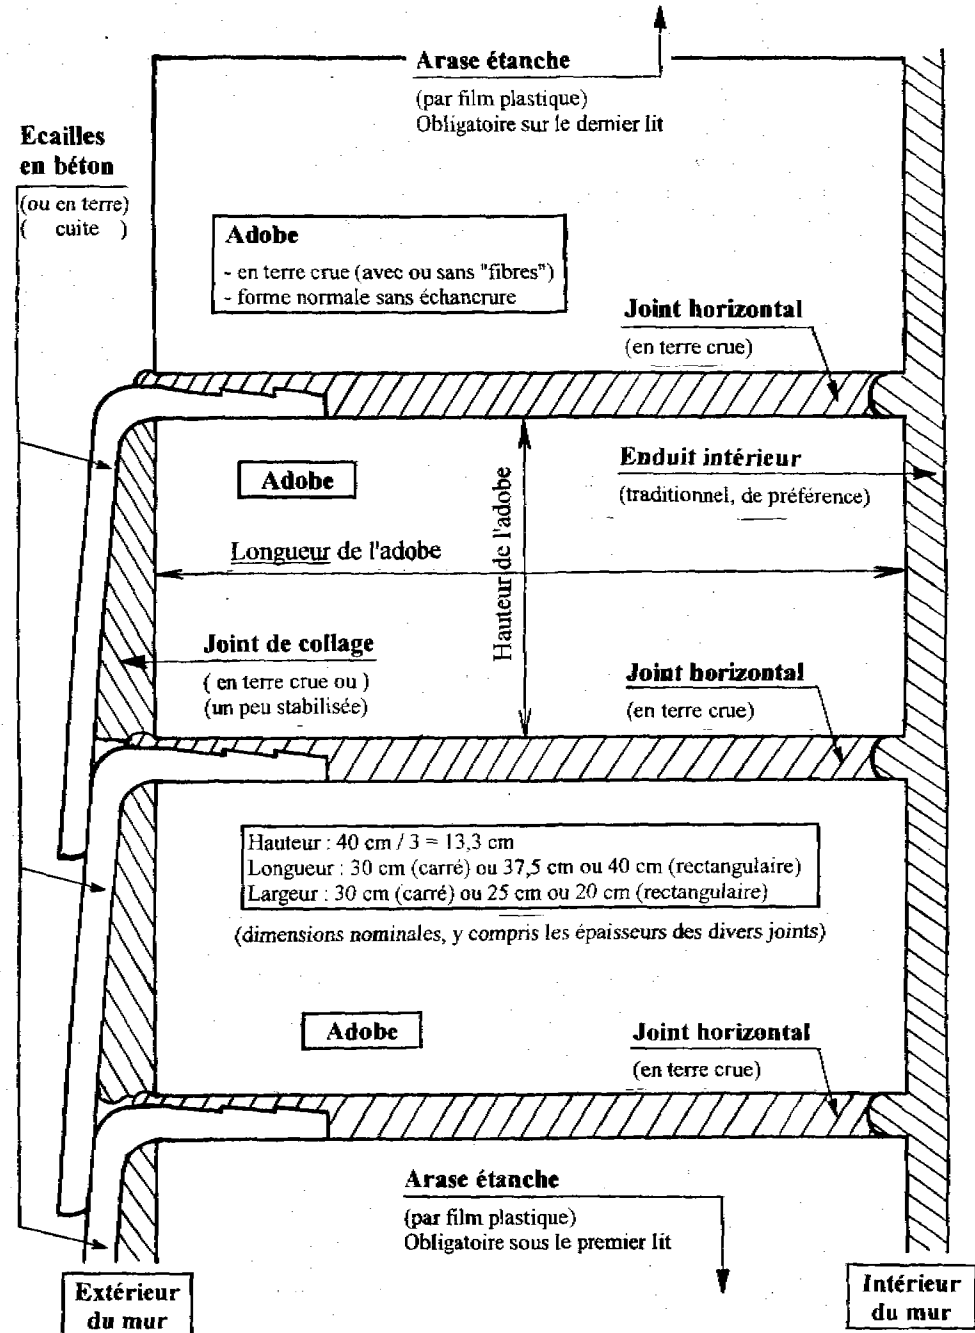 Arase étanche
(par film plastique)
Obligatoire sur le dernier lit
Ecailles
en béton
(ou en terre)
( cuite )
Adobe
- en terre crue (avec ou sans "fibres")
- forme normale sans échancrure
Joint horizontal
(en terre crue)
Adobe
Enduit intérieur
(traditionnel, de préférence)
Longueur de l'adobe
Hauteur de l'adobe
Joint de collage
( en terre crue ou )
(un peu stabilisée)
Joint horizontal
(en terre crue)
Hauteur : 40 cm / 3 = 13,3 cm
Longueur : 30 cm (carré) ou 37,5 cm ou 40 cm (rectangulaire)
Largeur : 30 cm (carré) ou 25 cm ou 20 cm (rectangulaire)
(dimensions nominales, y compris les épaisseurs des divers joints)
Adobe
Joint horizontal
(en terre crue)
Arase étanche
(par film plastique)
Obligatoire sous le premier lit
Extérieur
du mur
Intérieur
du mur